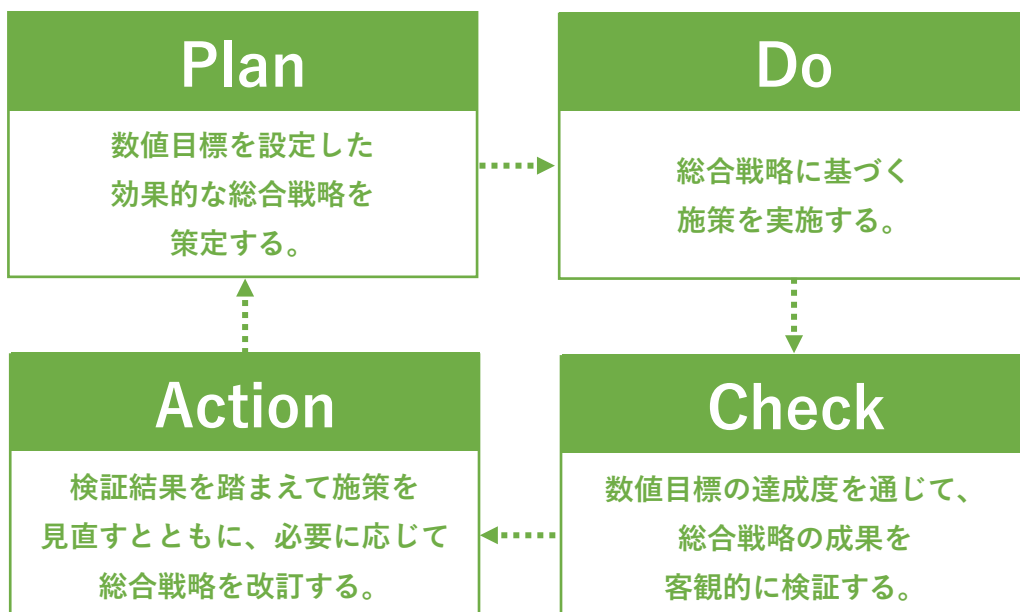 Plan
数値目標を設定した
効果的な総合戦略を
策定する。
Do
総合戦略に基づく
施策を実施する。
Action
検証結果を踏まえて施策を
見直すとともに、必要に応じて
総合戦略を改訂する。
Check
数値目標の達成度を通じて、
総合戦略の成果を
客観的に検証する。